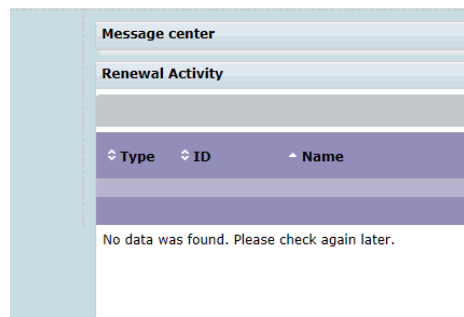 Message center
Renewal Activity
Type ID Name
No data was found. Please check again later.